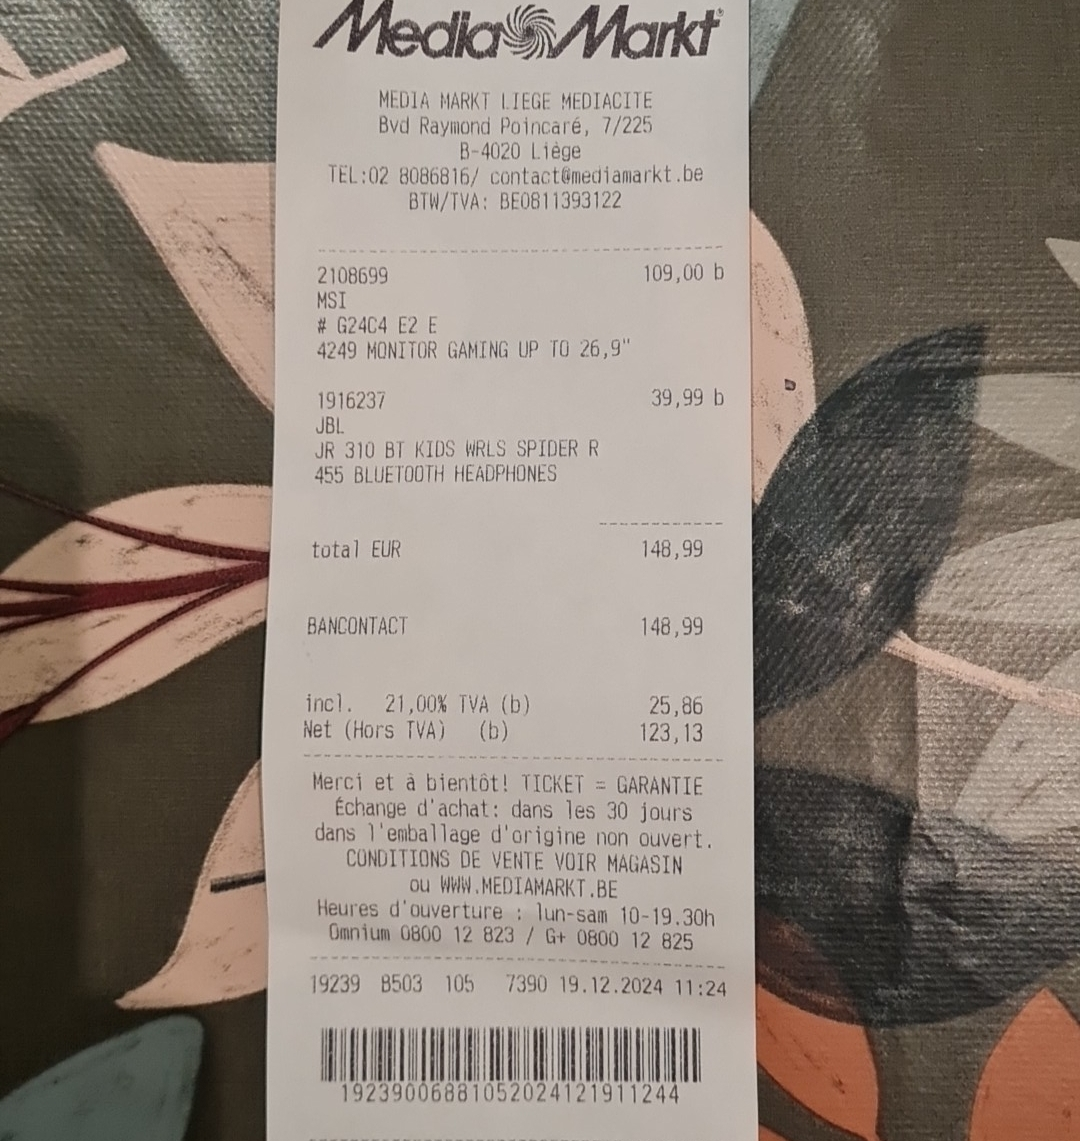 MediaMarkt®
MEDIA MARKT LIEGE MEDIACITE
Bvd Raymond Poincaré, 7/225
B-4020 Liège
TEL:02 8086816/ contact@mediamarkt.be
BTW/TVA: BE0811393122
2108699 109,00 b
MSI
# G24C4 E2 E
4249 MONITOR GAMING UP TO 26,9"
1916237 39,99 b
JBL
JR 310 BT KIDS WRLS SPIDER R
455 BLUETOOTH HEADPHONES
total EUR 148,99
BANCONTACT 148,99
incl. 21,00% TVA (b) 25,86
Net (Hors TVA) (b) 123,13
Merci et à bientôt! TICKET = GARANTIE
Échange d'achat: dans les 30 jours
dans l'emballage d'origine non ouvert.
CONDITIONS DE VENTE VOIR MAGASIN
ou WWW.MEDIAMARKT.BE
Heures d'ouverture : lun-sam 10-19.30h
Omnium 0800 12 823 / G+ 0800 12 825
19239 B503 105 7390 19.12.2024 11:24
1923900688105202412191​1244